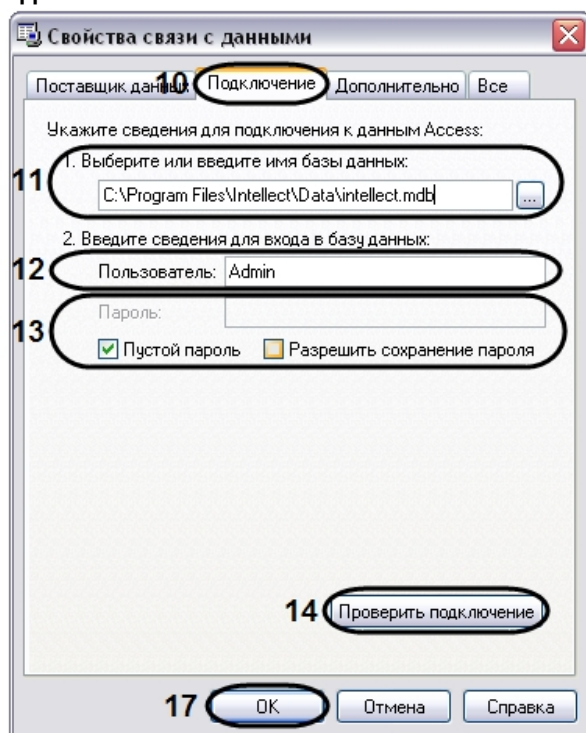 Свойства связи с данными
Поставщик данных 10 Подключение Дополнительно Все
Укажите сведения для подключения к данным Access:
1. Выберите или введите имя базы данных:
11
C:\Program Files\Intellect\Data\intellect.mdb ...
2. Введите сведения для входа в базу данных:
12 Пользователь: Admin
Пароль:
13
Пустой пароль Разрешить сохранение пароля
14 Проверить подключение
17 OK Отмена Справка